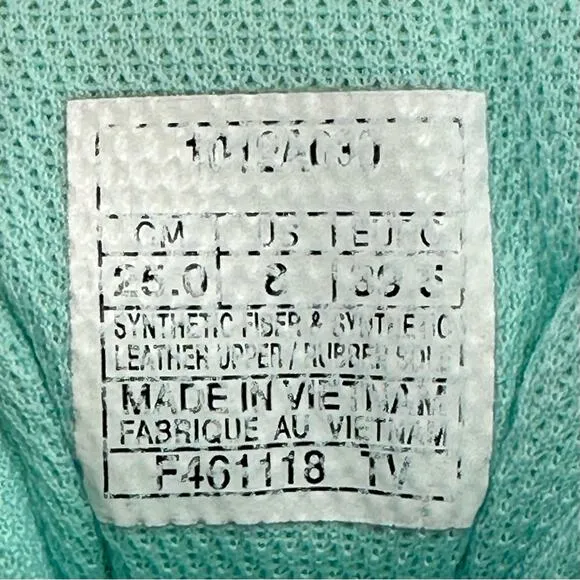 1012A030
CM US EURO
25.0 8 39.5
SYNTHETIC FIBER & SYNTHETIC
LEATHER UPPER / RUBBER SOLE
MADE IN VIETNAM
FABRIQUE AU VIETNAM
F461118 TV